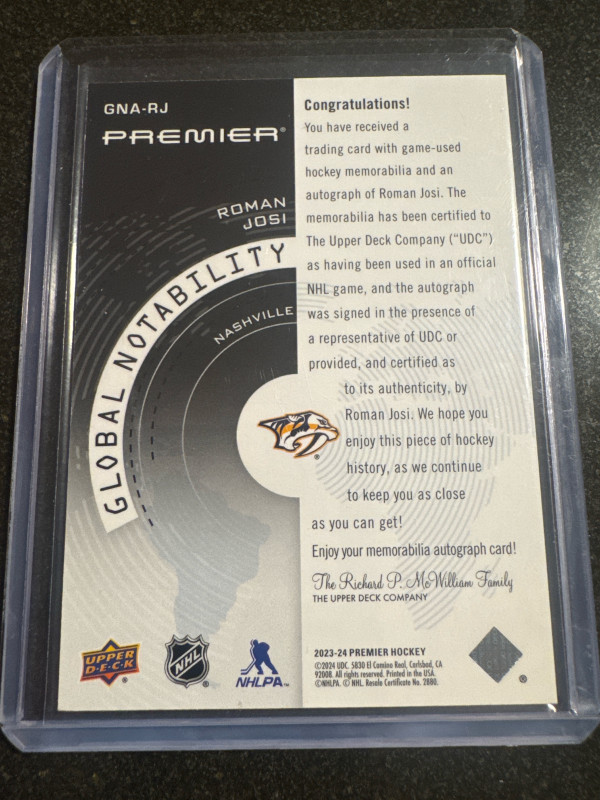 GNA-RJ
PREMIER®
ROMAN
JOSI
GLOBAL NOTABILITY
NASHVILLE
Congratulations!
You have received a
trading card with game-used
hockey memorabilia and an
autograph of Roman Josi. The
memorabilia has been certified to
The Upper Deck Company ("UDC")
as having been used in an official
NHL game, and the autograph
was signed in the presence of
a representative of UDC or
provided, and certified as
to its authenticity, by
Roman Josi. We hope you
enjoy this piece of hockey
history, as we continue
to keep you as close
as you can get!
Enjoy your memorabilia autograph card!
The Richard P. McWilliam Family
THE UPPER DECK COMPANY
UPPER
D·E·C·K
NHL
®
NHLPA™
2023-24 PREMIER HOCKEY
©2024 UDC. 5830 El Camino Real, Carlsbad, CA
92008. All rights reserved. Printed in the USA.
©NHLPA. © NHL. Resale Certificate No. 2880.
®